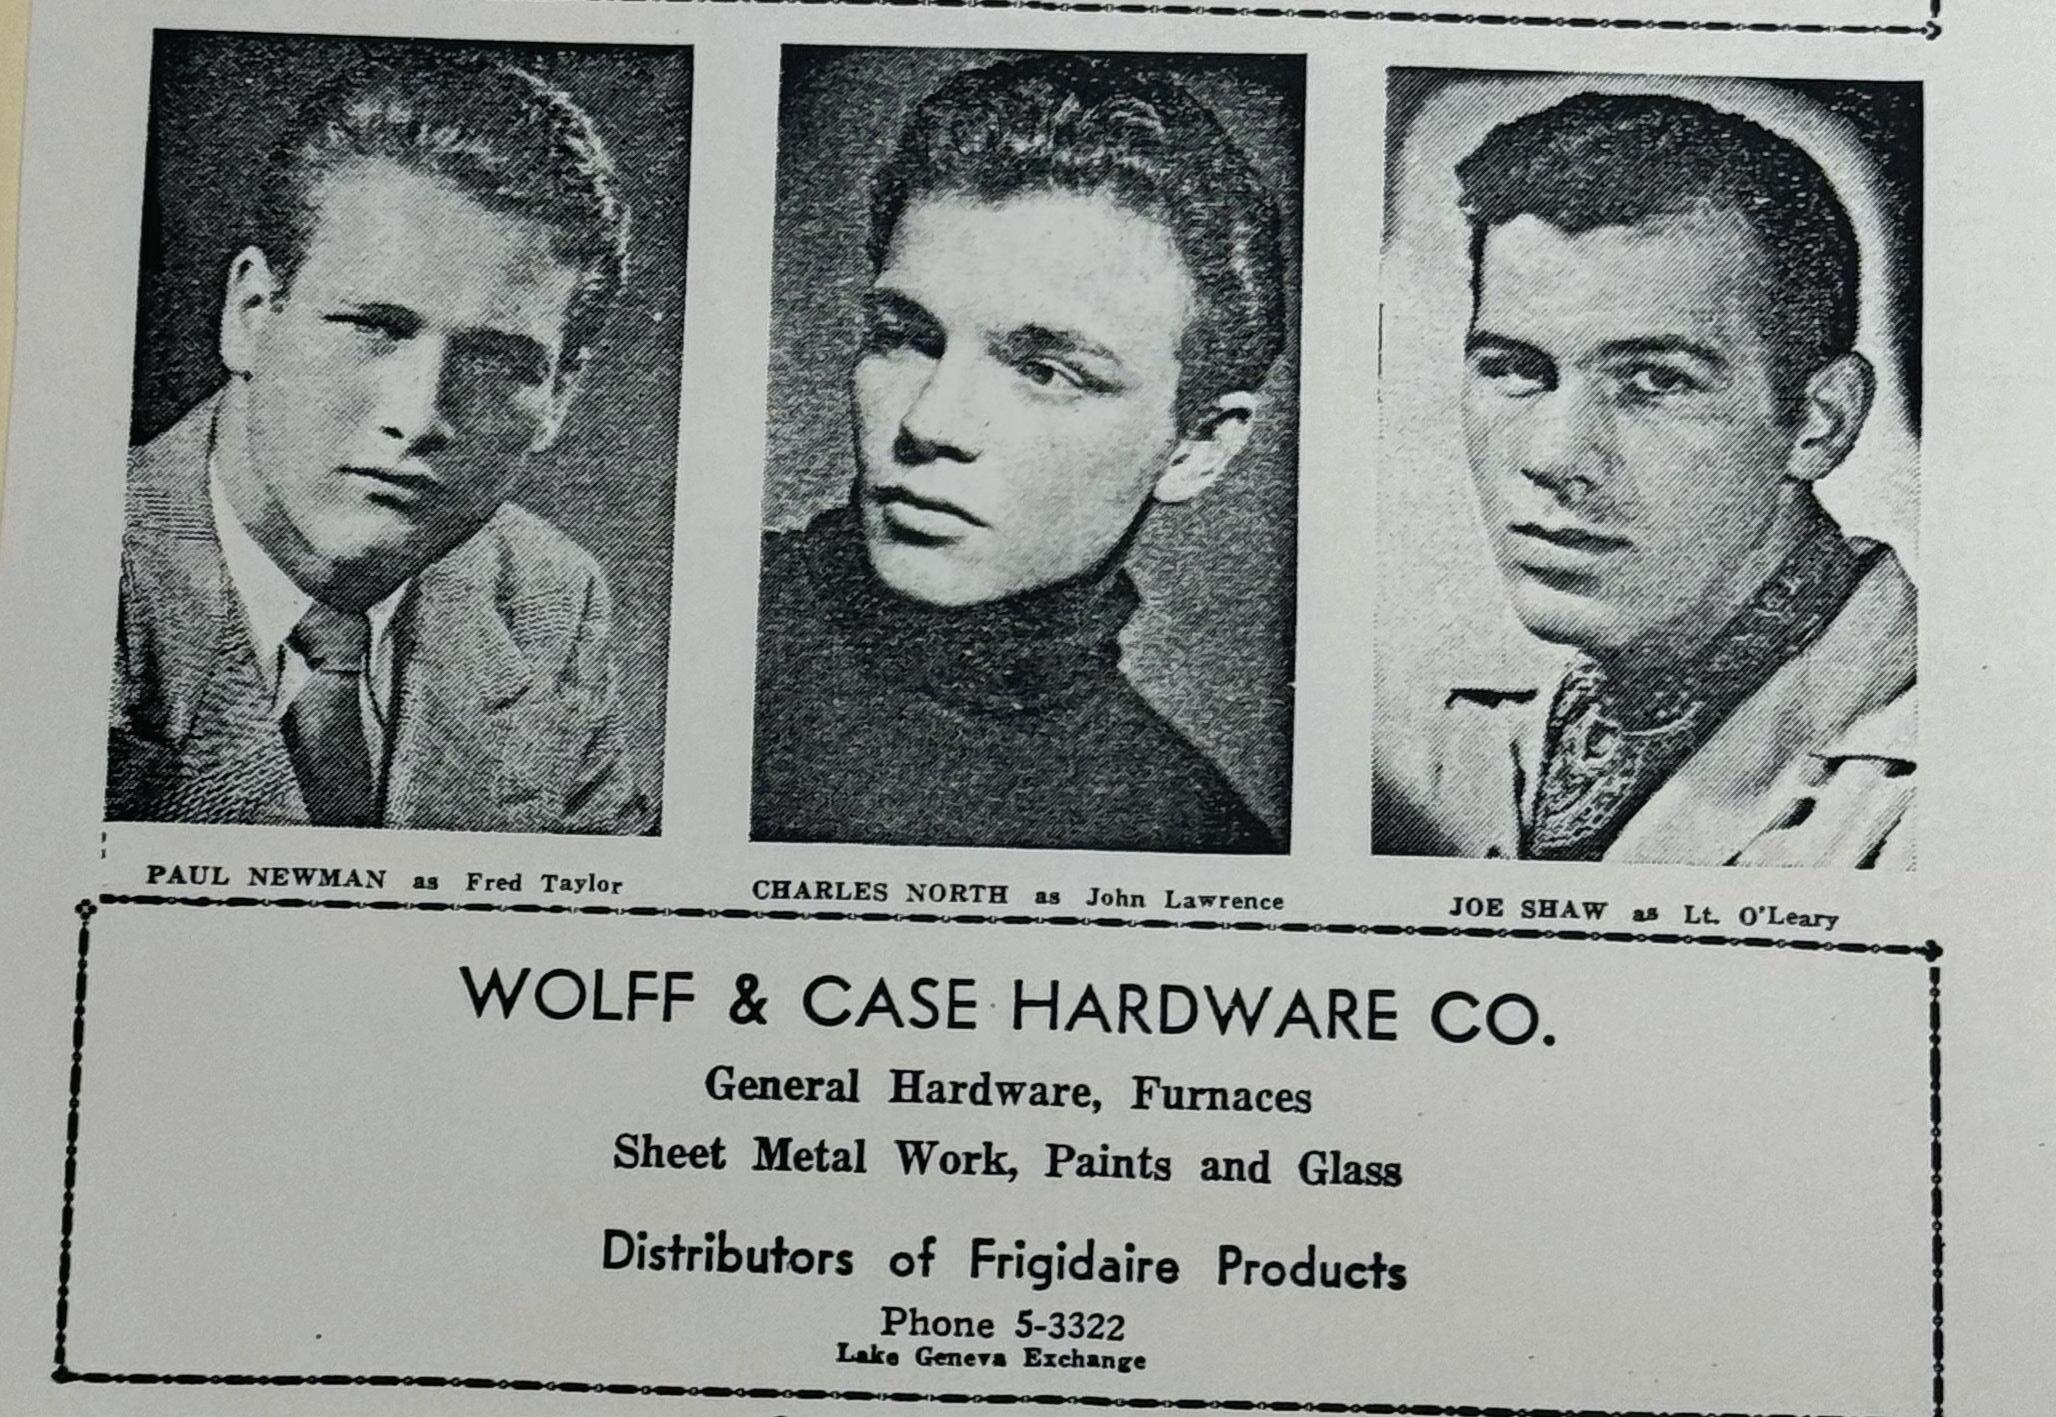 PAUL NEWMAN as Fred Taylor
CHARLES NORTH as John Lawrence
JOE SHAW as Lt. O'Leary
WOLFF & CASE HARDWARE CO.
General Hardware, Furnaces
Sheet Metal Work, Paints and Glass
Distributors of Frigidaire Products
Phone 5-3322
Lake Geneva Exchange